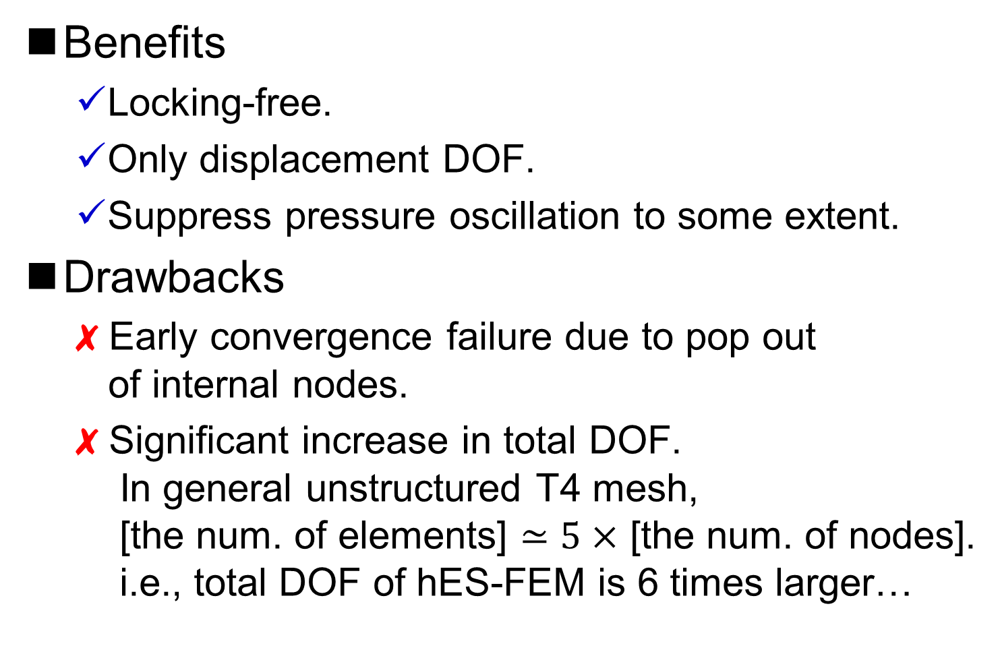 ■ Benefits
✓ Locking-free.
✓ Only displacement DOF.
✓ Suppress pressure oscillation to some extent.
■ Drawbacks
✗ Early convergence failure due to pop out
of internal nodes.
✗ Significant increase in total DOF.
In general unstructured T4 mesh,
[the num. of elements] ≃ 5 × [the num. of nodes].
i.e., total DOF of hES-FEM is 6 times larger…